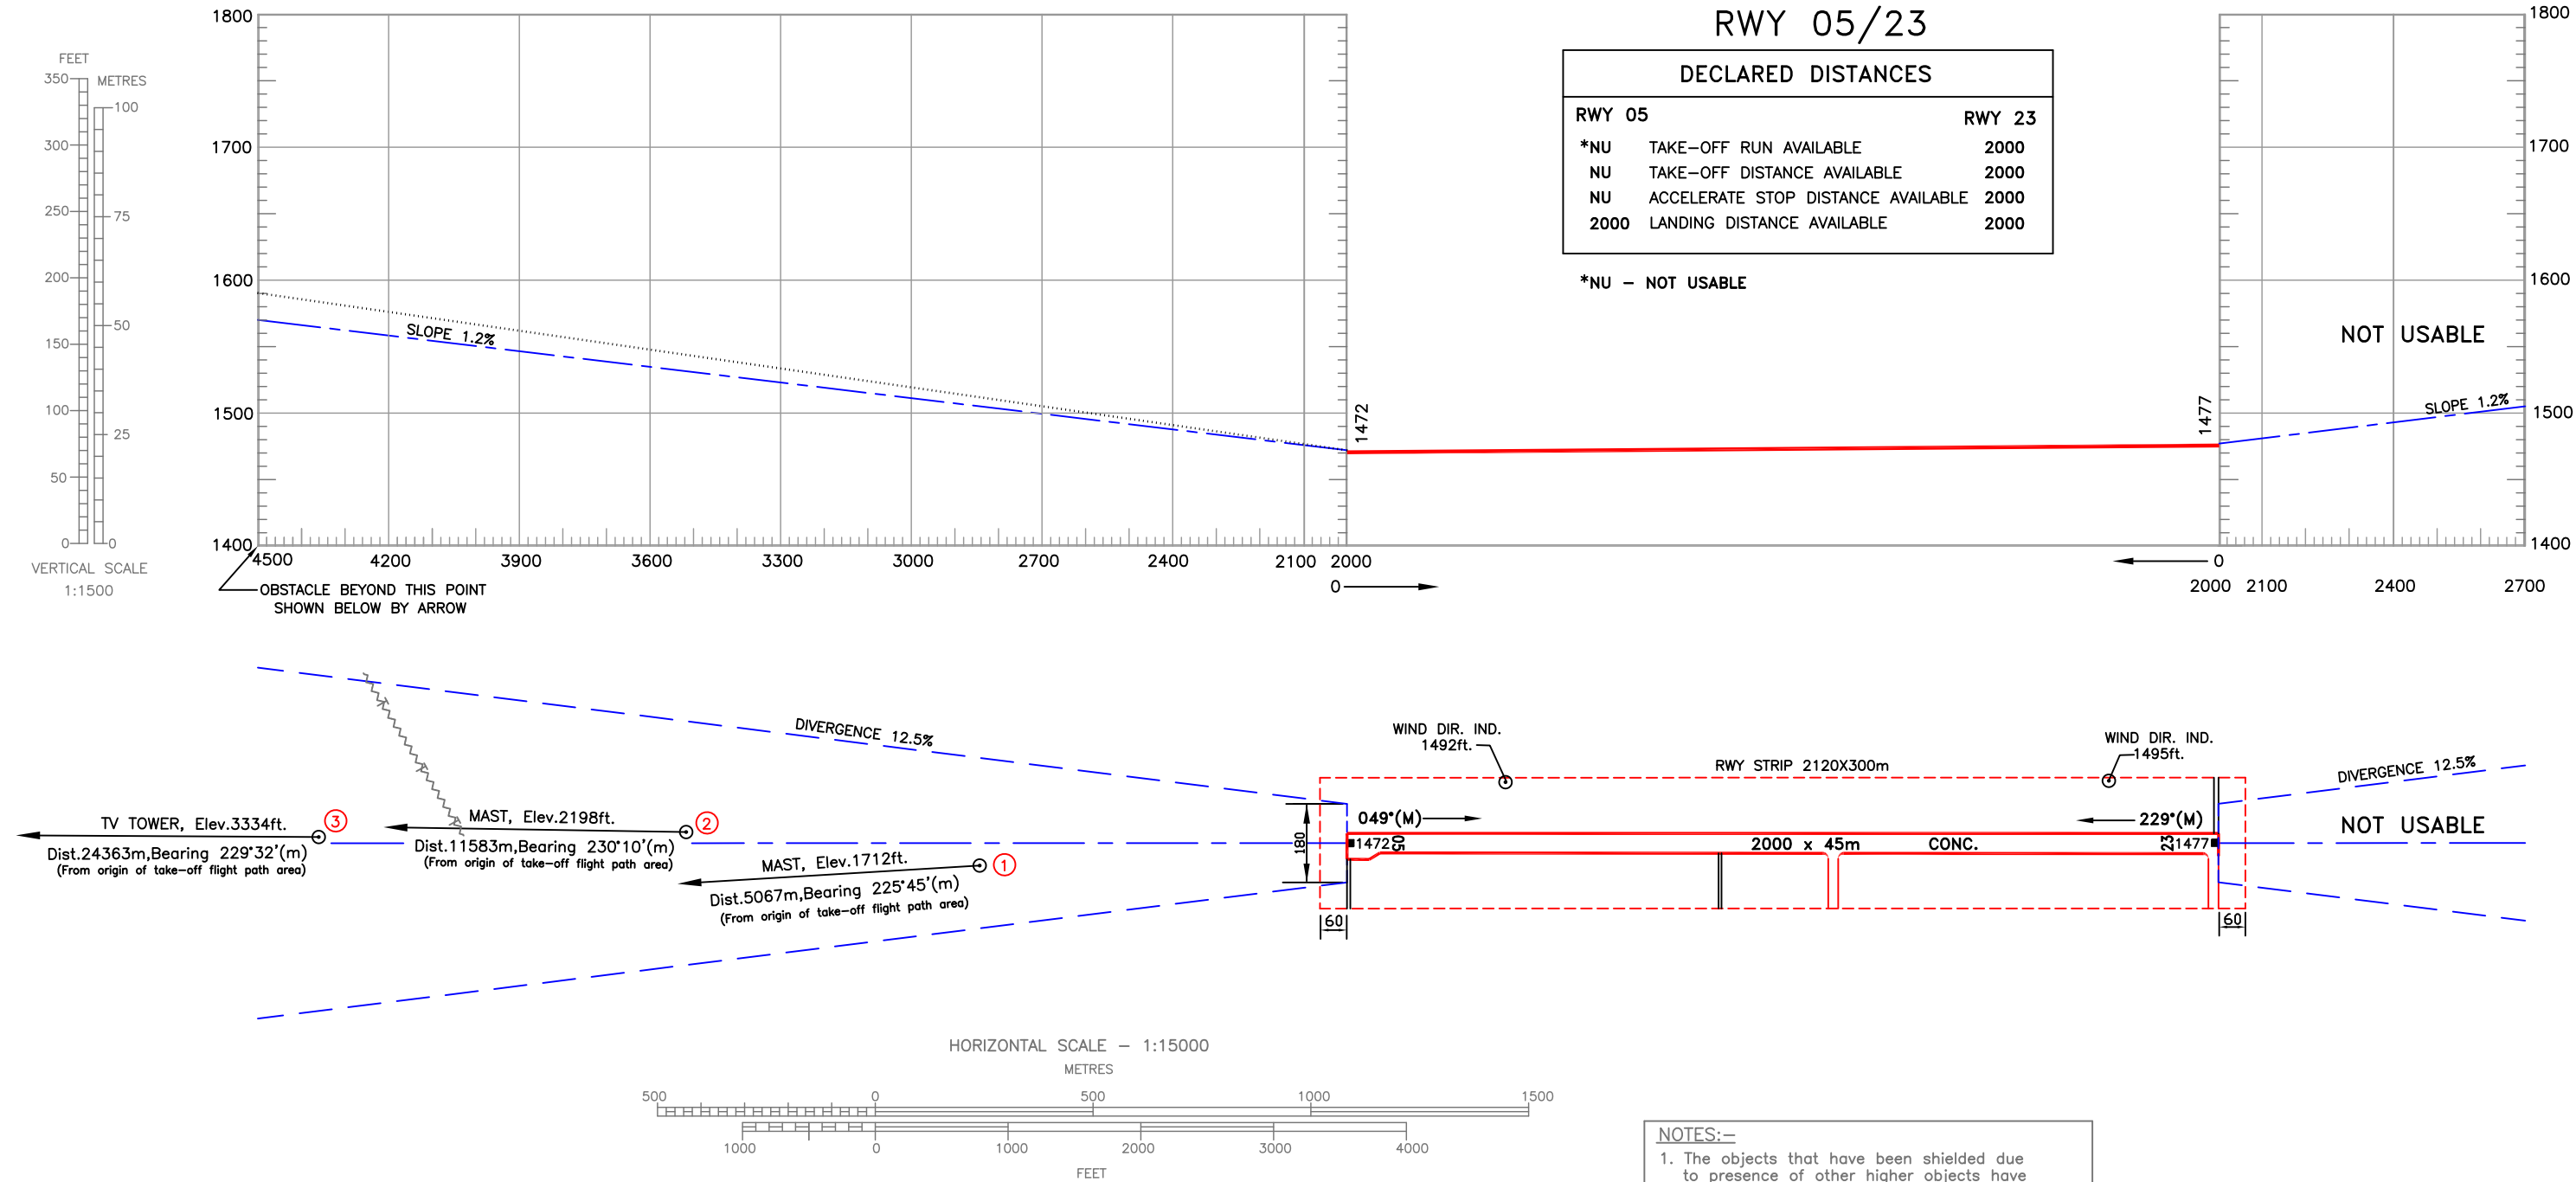 RWY 05/23
DECLARED DISTANCES
RWY 05 RWY 23
*NU TAKE-OFF RUN AVAILABLE 2000
NU TAKE-OFF DISTANCE AVAILABLE 2000
NU ACCELERATE STOP DISTANCE AVAILABLE 2000
2000 LANDING DISTANCE AVAILABLE 2000
*NU - NOT USABLE
FEET
METRES
350
300
250
200
150
100
50
0
100
75
50
25
0
VERTICAL SCALE
1:1500
1800
1700
1600
1500
1400
SLOPE 1.2%
1472
1477
4500 4200 3900 3600 3300 3000 2700 2400 2100 2000
0
OBSTACLE BEYOND THIS POINT
SHOWN BELOW BY ARROW
1800
1700
1600
1500
1400
NOT USABLE
SLOPE 1.2%
0
2000 2100 2400 2700
DIVERGENCE 12.5%
TV TOWER, Elev.3334ft.
3
Dist.24363m,Bearing 229°32'(m)
(From origin of take-off flight path area)
MAST, Elev.2198ft.
2
Dist.11583m,Bearing 230°10'(m)
(From origin of take-off flight path area)
MAST, Elev.1712ft.
1
Dist.5067m,Bearing 225°45'(m)
(From origin of take-off flight path area)
WIND DIR. IND.
1492ft.
WIND DIR. IND.
1495ft.
RWY STRIP 2120X300m
180
049°(M)
229°(M)
1472
05
2000 x 45m CONC.
23
1477
60
60
DIVERGENCE 12.5%
NOT USABLE
HORIZONTAL SCALE - 1:15000
METRES
500 0 500 1000 1500
1000 0 1000 2000 3000 4000
FEET
NOTES:-
1. The objects that have been shielded due
to presence of other higher objects have